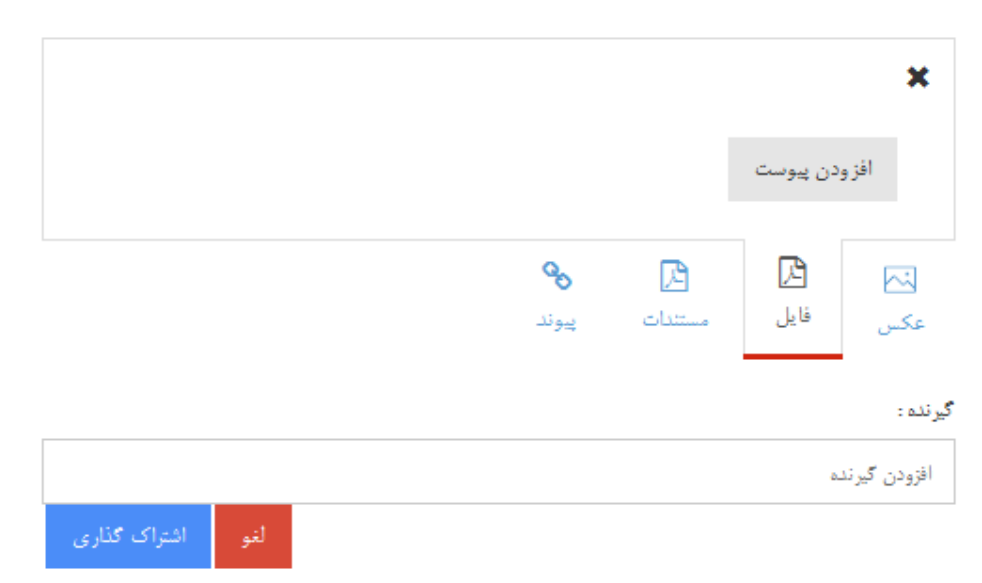 افزودن پیوست
عکس
فایل
مستندات
پیوند
گیرنده :
افزودن گیرنده
لغو
اشتراک گذاری